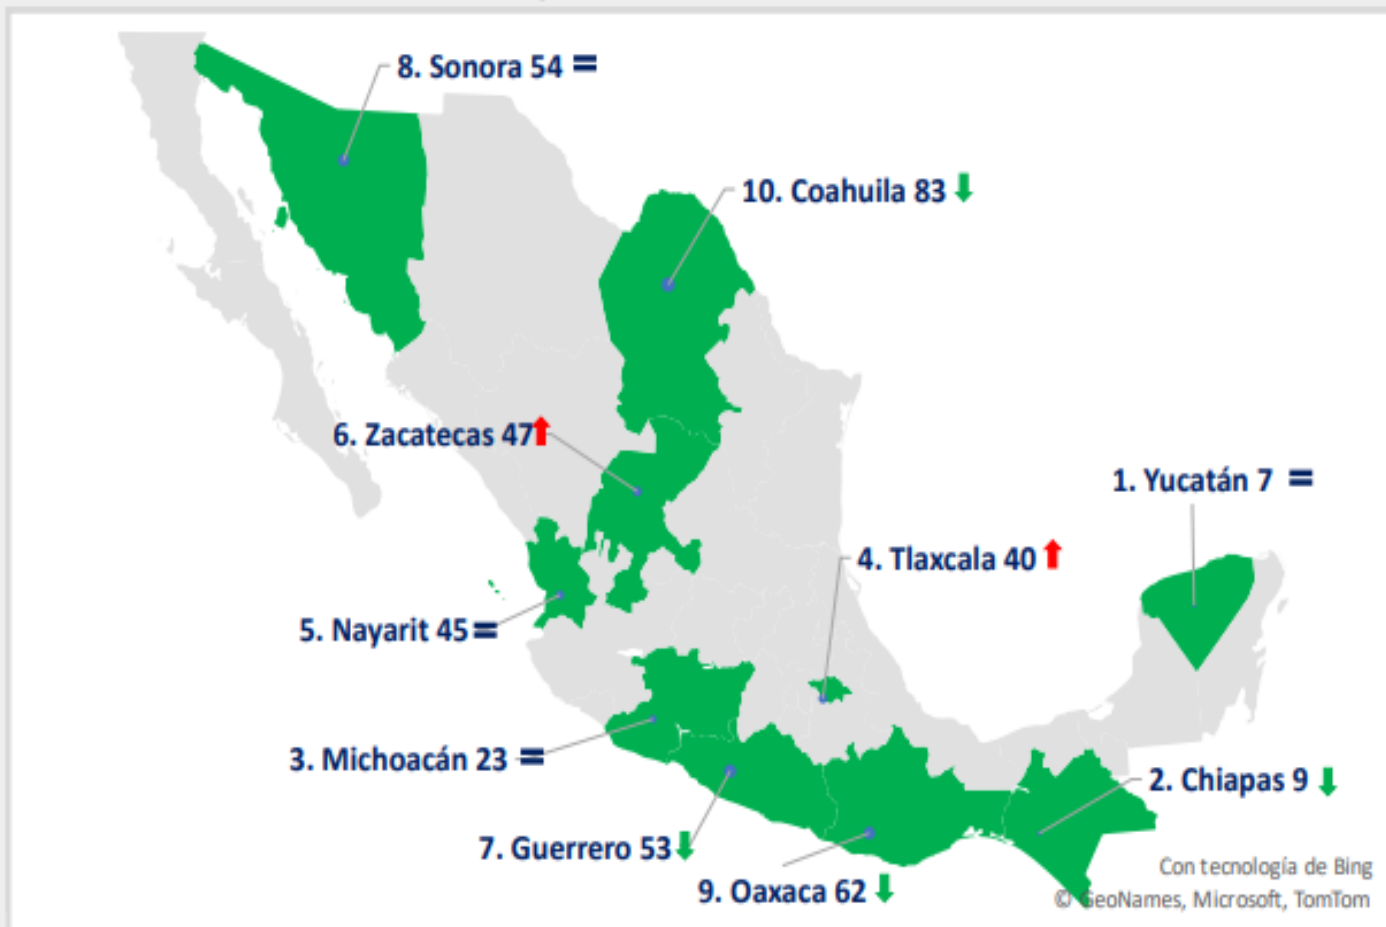 8. Sonora 54 =
10. Coahuila 83 ⬇
6. Zacatecas 47 ⬆
1. Yucatán 7 =
4. Tlaxcala 40 ⬆
5. Nayarit 45 =
3. Michoacán 23 =
2. Chiapas 9 ⬇
7. Guerrero 53 ⬇
9. Oaxaca 62 ⬇
Con tecnología de Bing
© GeoNames, Microsoft, TomTom